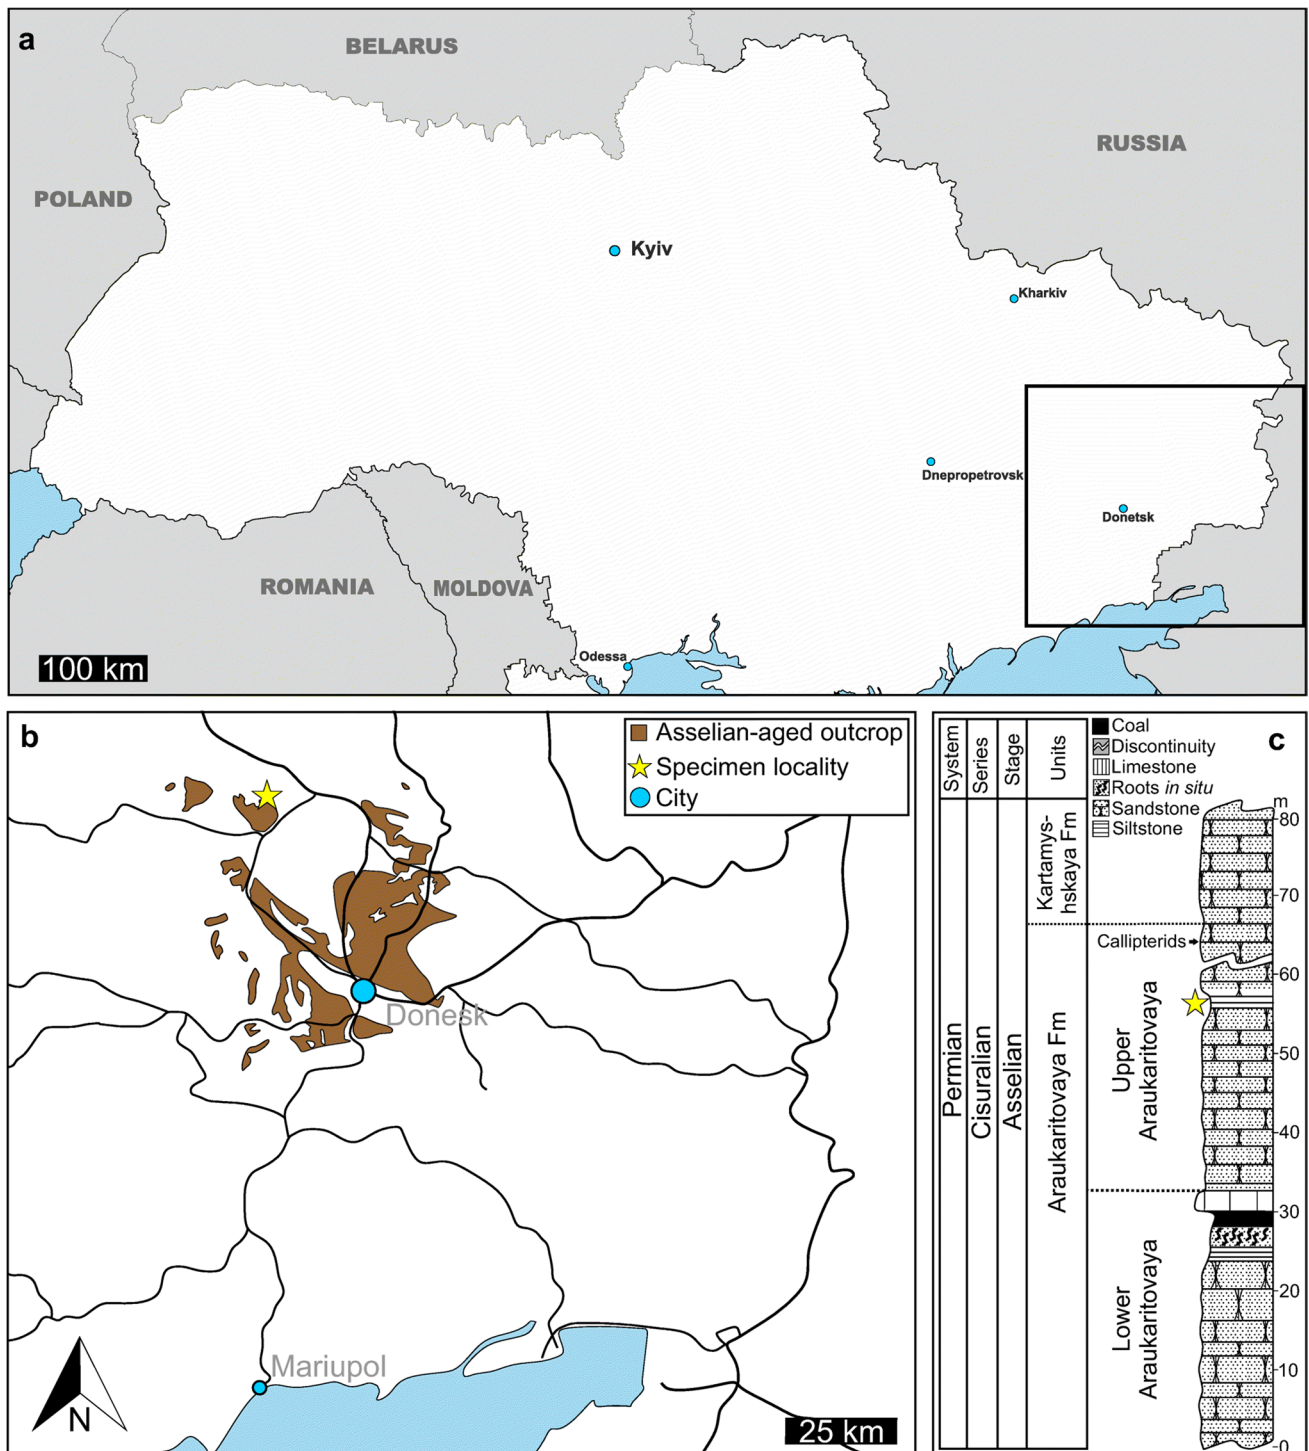 a
BELARUS
RUSSIA
POLAND
Kyiv
Kharkiv
Dnepropetrovsk
Donetsk
ROMANIA
MOLDOVA
Odessa
100 km
b
Asselian-aged outcrop
Specimen locality
City
Donesk
Mariupol
N
25 km
c
System
Series
Stage
Units
Coal
Discontinuity
Limestone
Roots in situ
Sandstone
Siltstone
m
80
70
60
50
40
30
20
10
0
Kartamys-
hskaya Fm
Callipterids
Permian
Cisuralian
Asselian
Araukaritovaya Fm
Upper
Araukaritovaya
Lower
Araukaritovaya